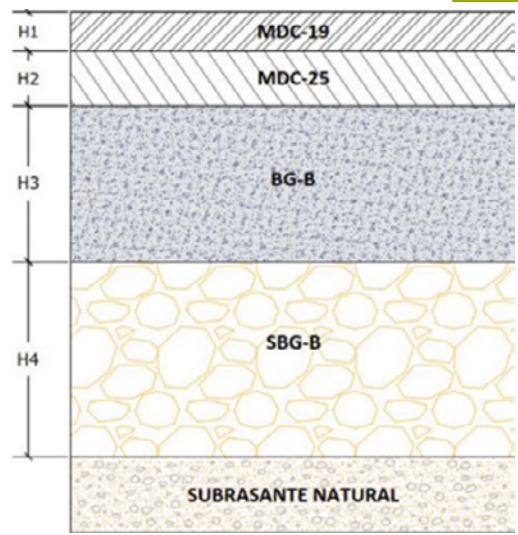 H1
MDC-19
H2
MDC-25
H3
BG-B
H4
SBG-B
SUBRASANTE NATURAL